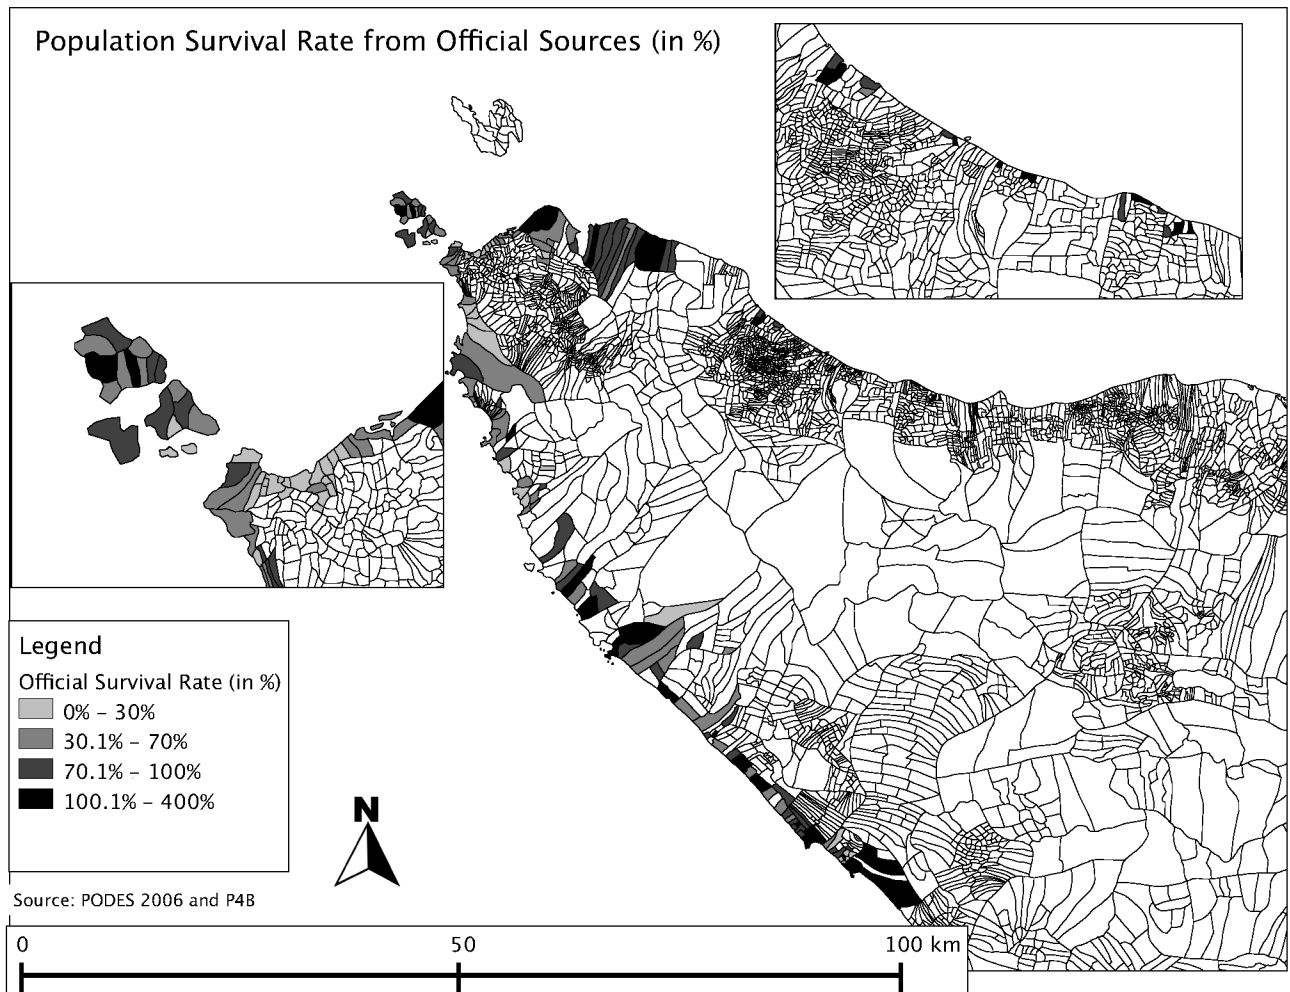 Population Survival Rate from Official Sources (in %)
Legend
Official Survival Rate (in %)
0% - 30%
30.1% - 70%
70.1% - 100%
100.1% - 400%
N
Source: PODES 2006 and P4B
0 50 100 km